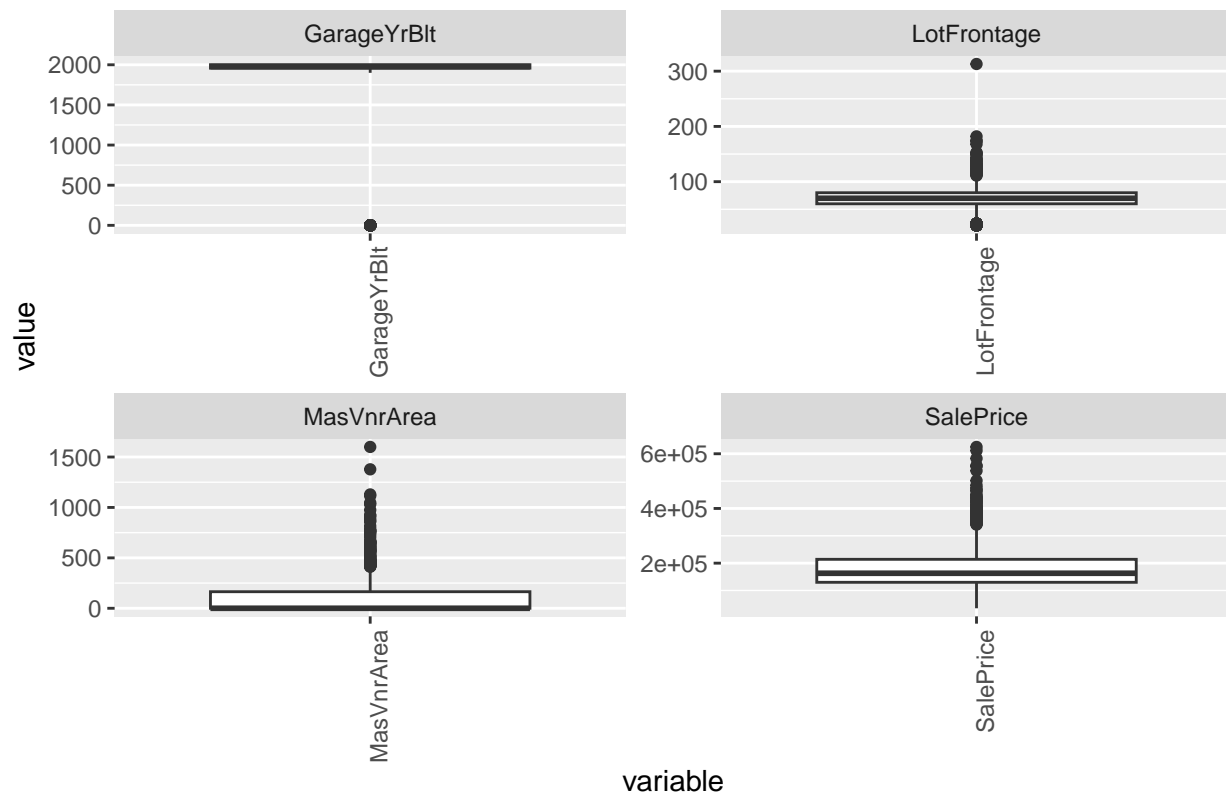 GarageYrBlt
LotFrontage
2000
1500
1000
500
0
300
200
100
GarageYrBlt
LotFrontage
value
MasVnrArea
SalePrice
1500
1000
500
0
6e+05
4e+05
2e+05
MasVnrArea
SalePrice
variable